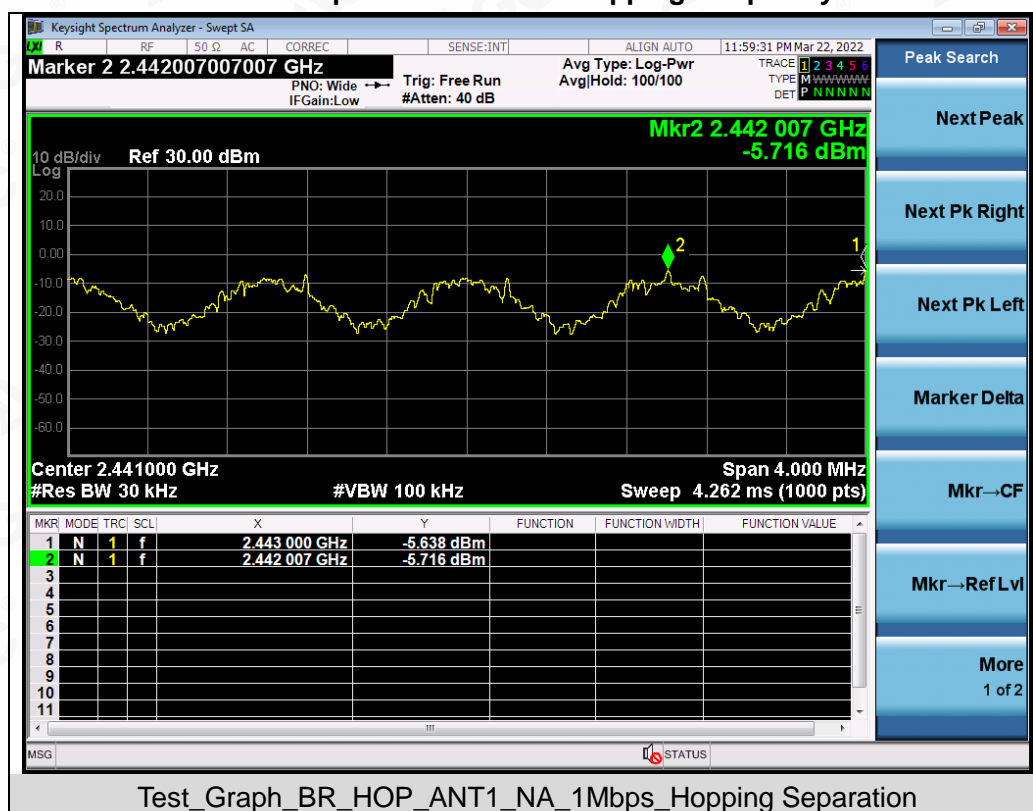 Keysight Spectrum Analyzer - Swept SA
LXI R RF 50 Ω AC CORREC SENSE:INT ALIGN AUTO 11:59:31 PM Mar 22, 2022
Marker 2 2.442007007007 GHz
PNO: Wide
IFGain:Low
Trig: Free Run
#Atten: 40 dB
Avg Type: Log-Pwr
Avg|Hold: 100/100
TRACE 1 2 3 4 5 6
TYPE M WWWWW
DET P N N N N N
Peak Search
Next Peak
Next Pk Right
Next Pk Left
Marker Delta
Mkr→CF
Mkr→Ref Lvl
More
1 of 2
Mkr2 2.442 007 GHz
-5.716 dBm
10 dB/div Ref 30.00 dBm
Log
20.0
10.0
0.00
-10.0
-20.0
-30.0
-40.0
-50.0
-60.0
2
1
Center 2.441000 GHz Span 4.000 MHz
#Res BW 30 kHz #VBW 100 kHz Sweep 4.262 ms (1000 pts)
MKR MODE TRC SCL X Y FUNCTION FUNCTION WIDTH FUNCTION VALUE
1 N 1 f 2.443 000 GHz -5.638 dBm
2 N 1 f 2.442 007 GHz -5.716 dBm
3
4
5
6
7
8
9
10
11
MSG STATUS
Test_Graph_BR_HOP_ANT1_NA_1Mbps_Hopping Separation